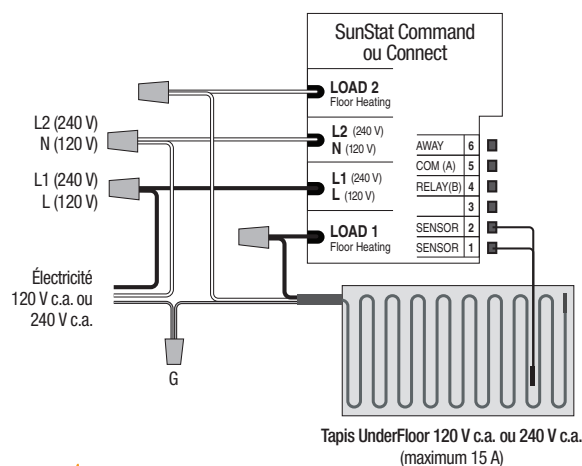 SunStat Command
ou Connect
LOAD 2
Floor Heating
L2 (240 V)
N (120 V)
L2 (240 V)
N (120 V)
L1 (240 V)
L (120 V)
L1 (240 V)
L (120 V)
LOAD 1
Floor Heating
AWAY 6
COM (A) 5
RELAY(B) 4
3
SENSOR 2
SENSOR 1
Électricité
120 V c.a. ou
240 V c.a.
G
Tapis UnderFloor 120 V c.a. ou 240 V c.a.
(maximum 15 A)